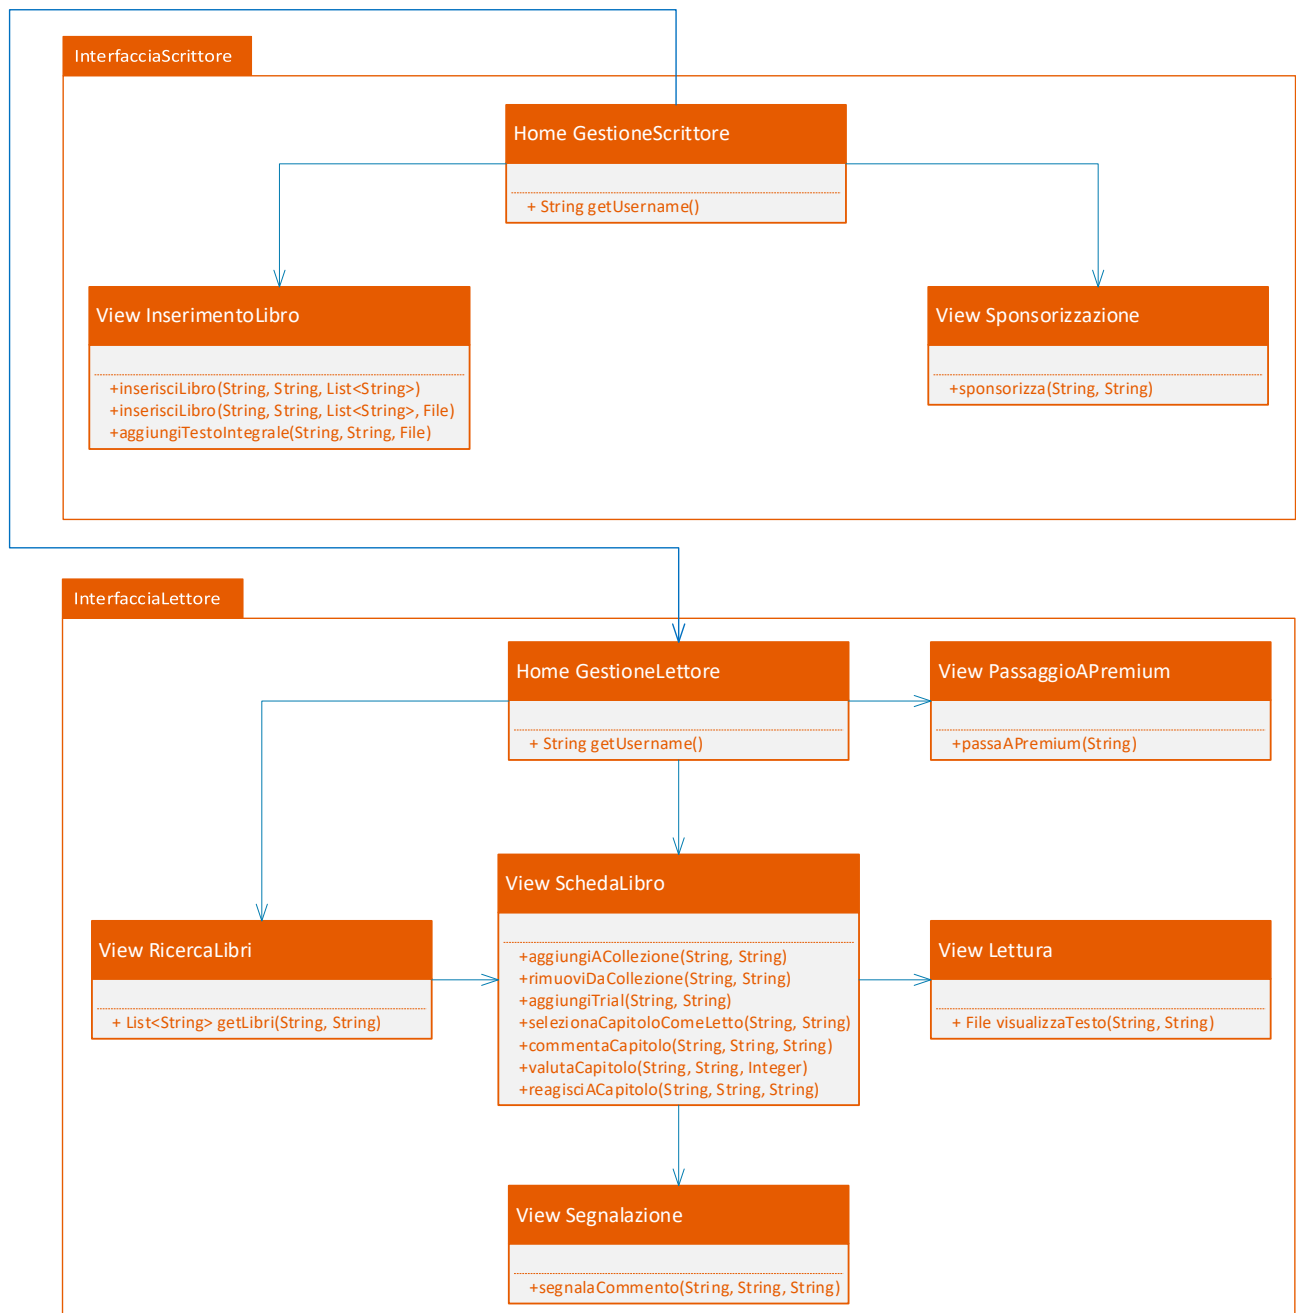 InterfacciaScrittore
Home GestioneScrittore
+ String getUsername()
View InserimentoLibro
+inserisciLibro(String, String, List<String>)
+inserisciLibro(String, String, List<String>, File)
+aggiungiTestoIntegrale(String, String, File)
View Sponsorizzazione
+sponsorizza(String, String)
InterfacciaLettore
Home GestioneLettore
+ String getUsername()
View PassaggioAPremium
+passaAPremium(String)
View RicercaLibri
+ List<String> getLibri(String, String)
View SchedaLibro
+aggiungiACollezione(String, String)
+rimuoviDaCollezione(String, String)
+aggiungiTrial(String, String)
+selezionaCapitoloComeLetto(String, String)
+commentaCapitolo(String, String, String)
+valutaCapitolo(String, String, Integer)
+reagisciACapitolo(String, String, String)
View Lettura
+ File visualizzaTesto(String, String)
View Segnalazione
+segnalaCommento(String, String, String)